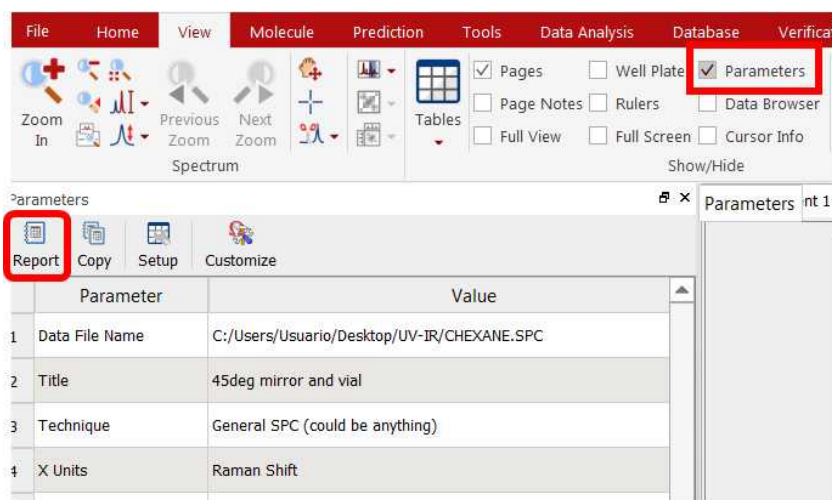 File Home View Molecule Prediction Tools Data Analysis Database Verifica
Zoom In
Previous Zoom
Next Zoom
Spectrum
Tables
Pages Well Plate Parameters
Page Notes Rulers Data Browser
Full View Full Screen Cursor Info
Show/Hide
Parameters
Parameters nt 1
Report Copy Setup Customize
Parameter Value
1 Data File Name C:/Users/Usuario/Desktop/UV-IR/CHEXANE.SPC
2 Title 45deg mirror and vial
3 Technique General SPC (could be anything)
4 X Units Raman Shift